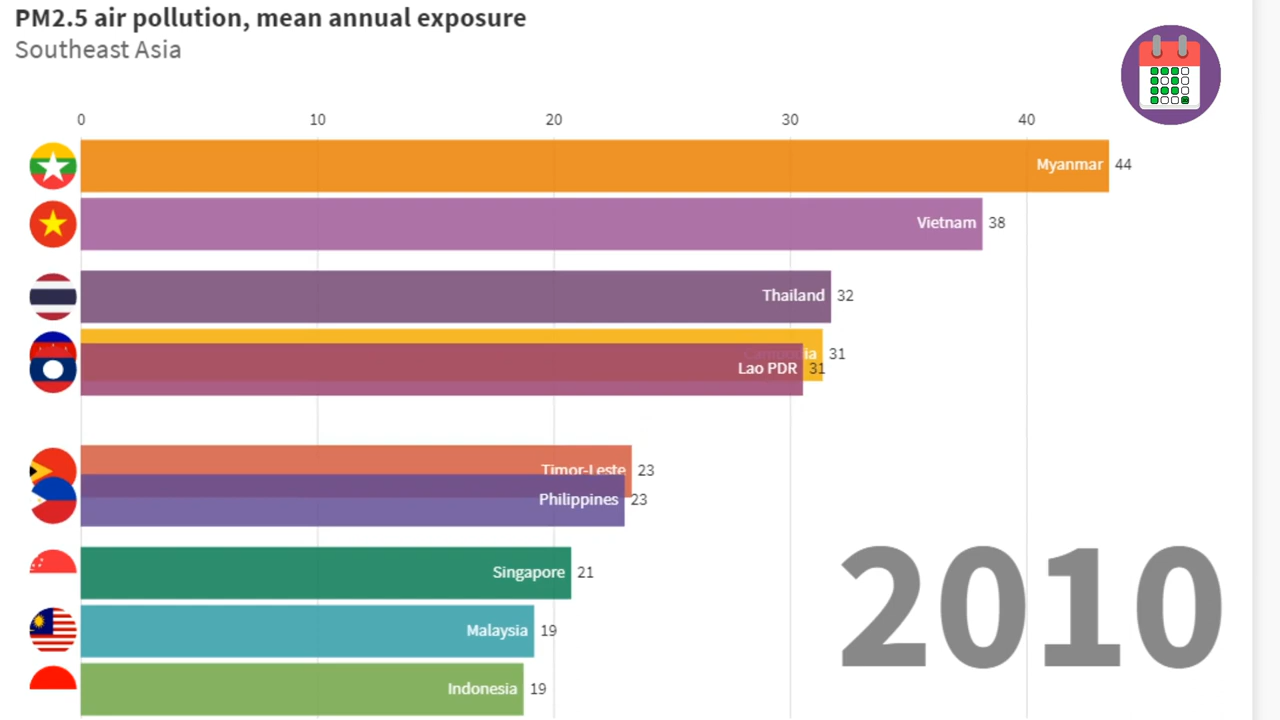 PM2.5 air pollution, mean annual exposure
Southeast Asia
0 10 20 30 40
Myanmar 44
Vietnam 38
Thailand 32
31
Lao PDR 31
Timor-Leste 23
Philippines 23
Singapore 21
Malaysia 19
Indonesia 19
2010